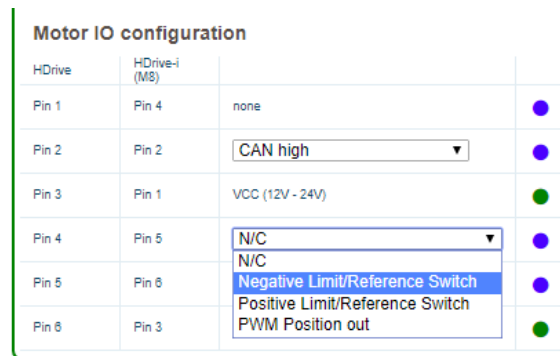 Motor IO configuration
HDrive HDrive-i
(M8)
Pin 1 Pin 4 none
Pin 2 Pin 2 CAN high
Pin 3 Pin 1 VCC (12V - 24V)
Pin 4 Pin 5 N/C
N/C
Pin 5 Pin 6 Negative Limit/Reference Switch
Positive Limit/Reference Switch
Pin 6 Pin 3 PWM Position out